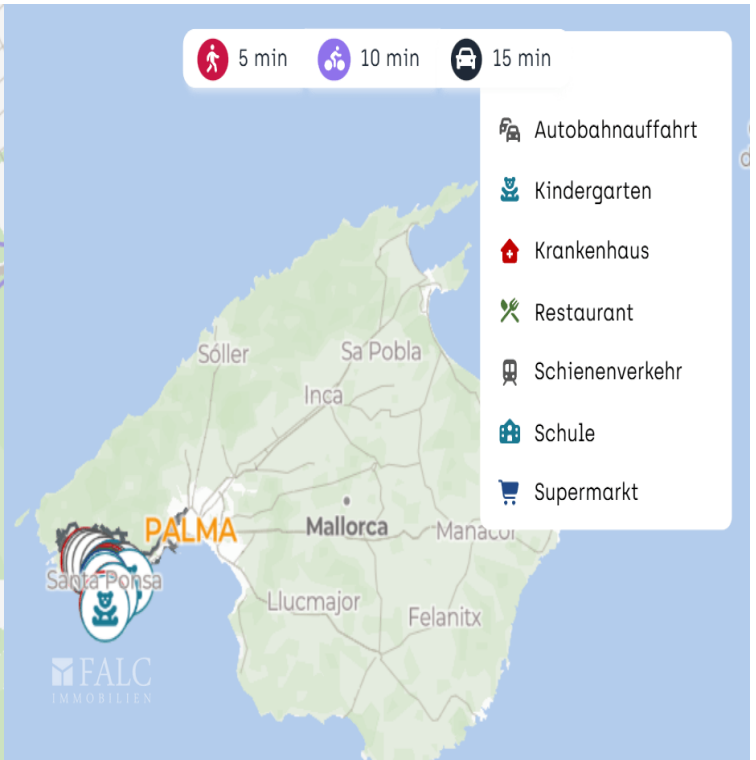 5 min
10 min
15 min
Autobahnauffahrt
Kindergarten
Krankenhaus
Restaurant
Schienenverkehr
Schule
Supermarkt
Sóller
Sa Pobla
Inca
PALMA
Mallorca
Manacor
Santa Ponsa
Llucmajor
Felanitx
FALC
IMMOBILIEN